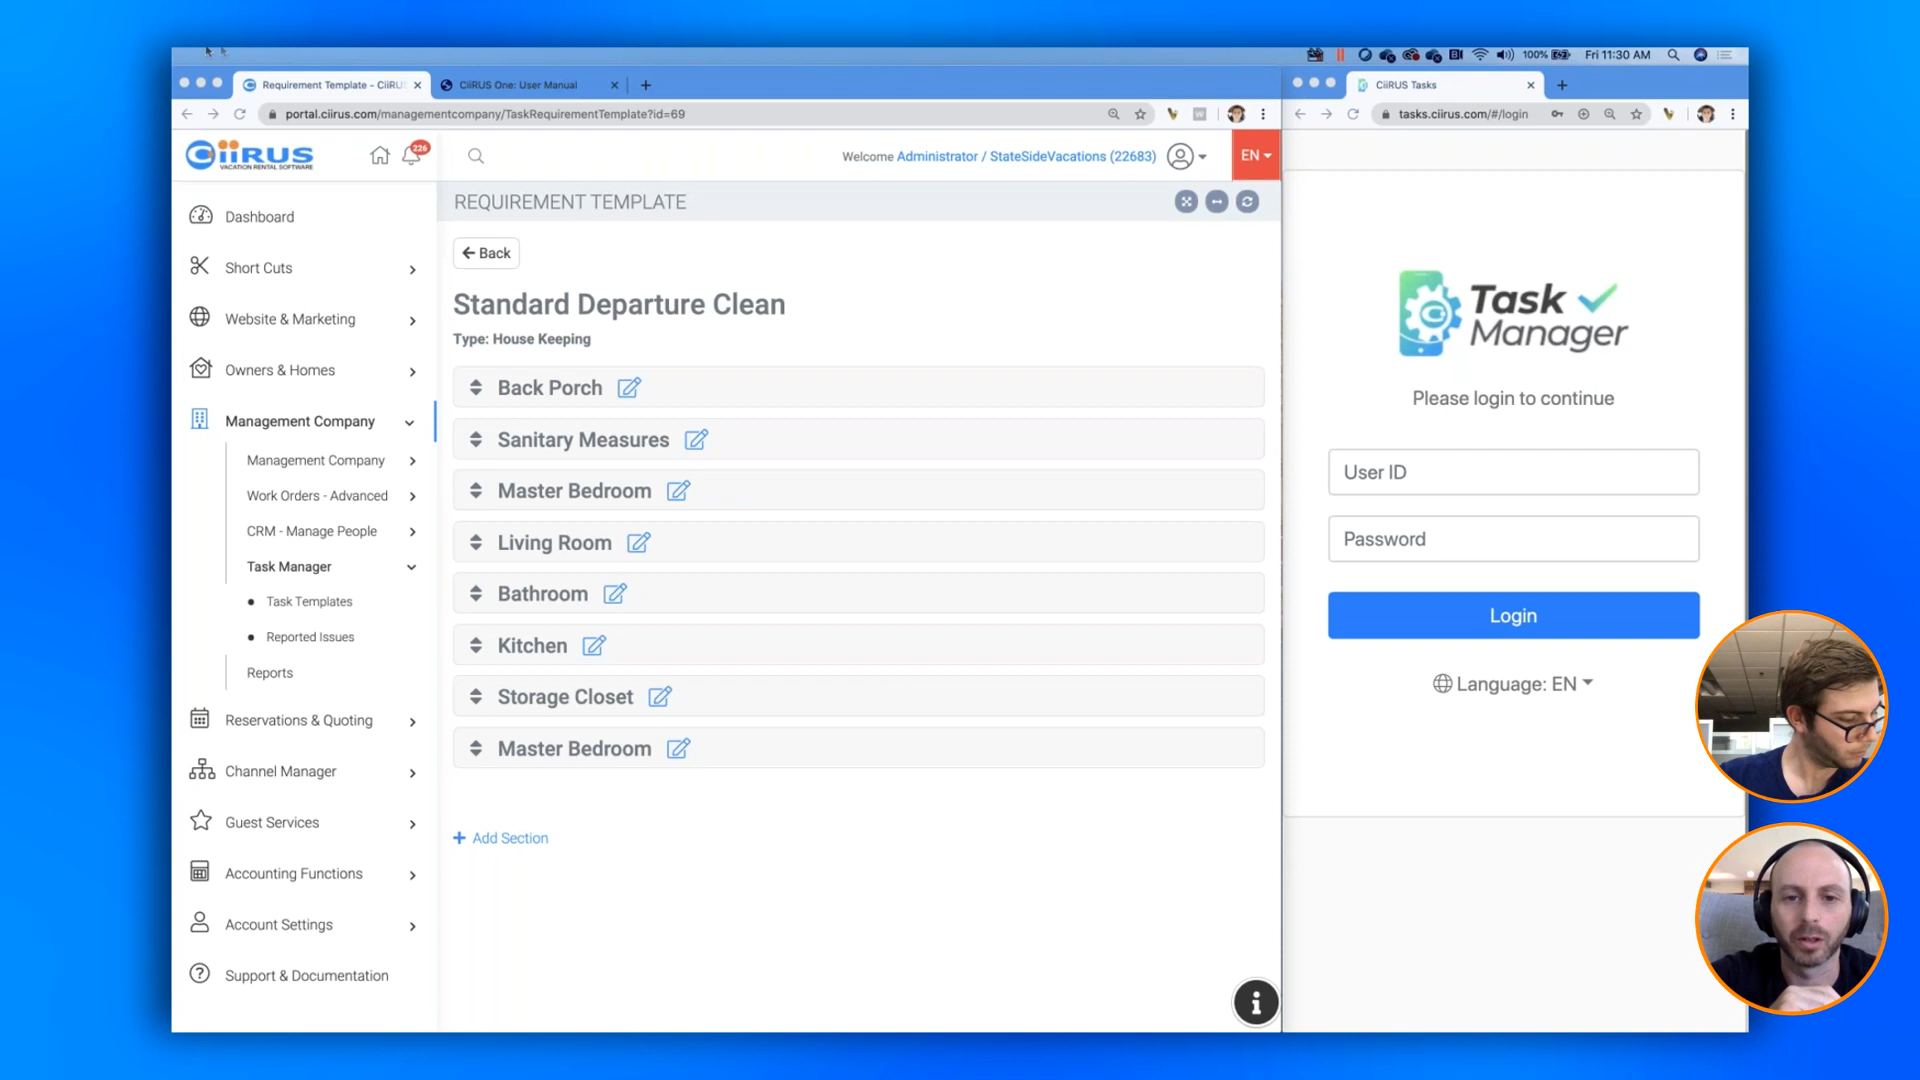 100%
Fri 11:30 AM
Requirement Template - CiiRUS
CiiRUS One: User Manual
CiiRUS Tasks
portal.ciirus.com/managementcompany/TaskRequirementTemplate?id=69
tasks.ciirus.com/#/login
CiiRUS
VACATION RENTAL SOFTWARE
226
Welcome Administrator / StateSideVacations (22683)
EN
Dashboard
Short Cuts
Website & Marketing
Owners & Homes
Management Company
Management Company
Work Orders - Advanced
CRM - Manage People
Task Manager
Task Templates
Reported Issues
Reports
Reservations & Quoting
Channel Manager
Guest Services
Accounting Functions
Account Settings
Support & Documentation
REQUIREMENT TEMPLATE
Back
Standard Departure Clean
Type: House Keeping
Back Porch
Sanitary Measures
Master Bedroom
Living Room
Bathroom
Kitchen
Storage Closet
Master Bedroom
+ Add Section
i
Task
Manager
Please login to continue
User ID
Password
Login
Language: EN